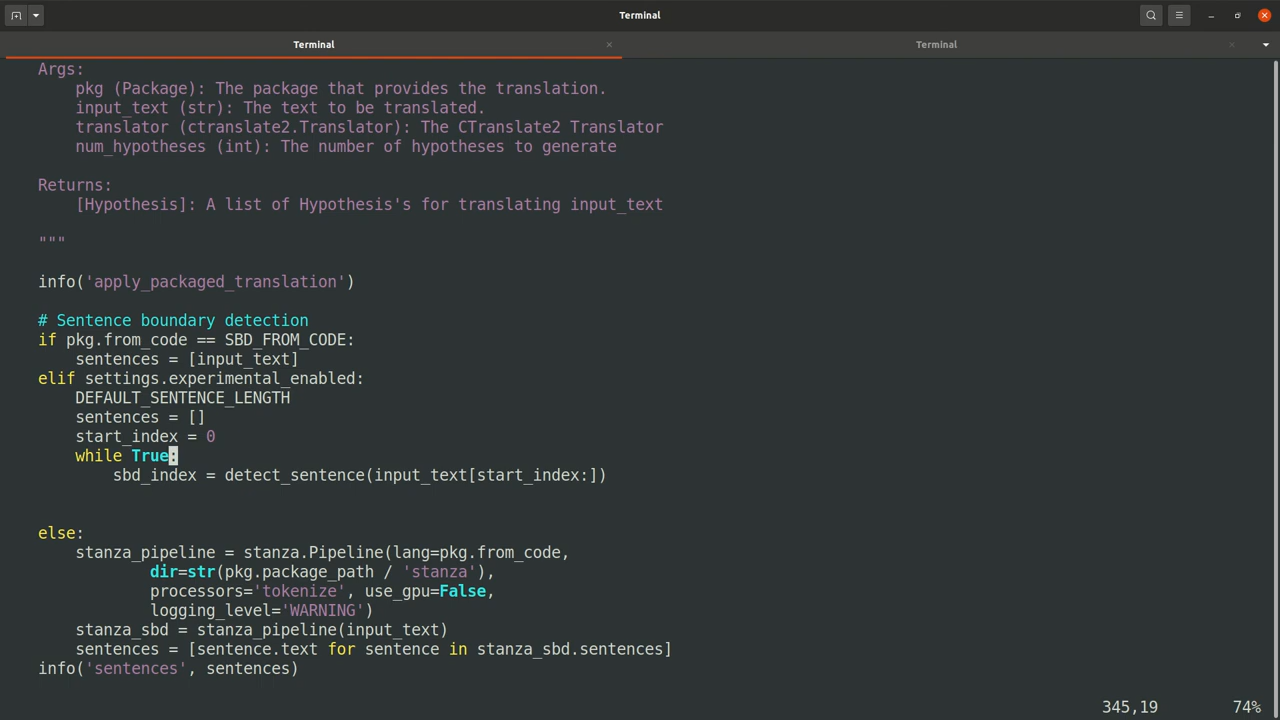 Terminal
Terminal
Terminal
    Args:
        pkg (Package): The package that provides the translation.
        input_text (str): The text to be translated.
        translator (ctranslate2.Translator): The CTranslate2 Translator
        num_hypotheses (int): The number of hypotheses to generate

    Returns:
        [Hypothesis]: A list of Hypothesis's for translating input_text

    """

    info('apply_packaged_translation')

    # Sentence boundary detection
    if pkg.from_code == SBD_FROM_CODE:
        sentences = [input_text]
    elif settings.experimental_enabled:
        DEFAULT_SENTENCE_LENGTH
        sentences = []
        start_index = 0
        while True:
            sbd_index = detect_sentence(input_text[start_index:])


    else:
        stanza_pipeline = stanza.Pipeline(lang=pkg.from_code,
                dir=str(pkg.package_path / 'stanza'),
                processors='tokenize', use_gpu=False,
                logging_level='WARNING')
        stanza_sbd = stanza_pipeline(input_text)
        sentences = [sentence.text for sentence in stanza_sbd.sentences]
    info('sentences', sentences)
345,19 74%